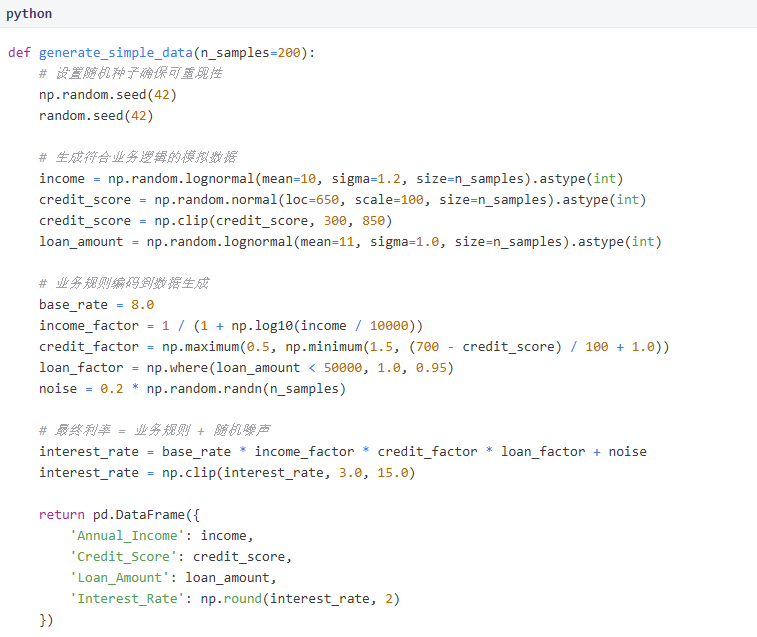 python
def generate_simple_data(n_samples=200):
    # 设置随机种子确保可重现性
    np.random.seed(42)
    random.seed(42)

    # 生成符合业务逻辑的模拟数据
    income = np.random.lognormal(mean=10, sigma=1.2, size=n_samples).astype(int)
    credit_score = np.random.normal(loc=650, scale=100, size=n_samples).astype(int)
    credit_score = np.clip(credit_score, 300, 850)
    loan_amount = np.random.lognormal(mean=11, sigma=1.0, size=n_samples).astype(int)

    # 业务规则编码到数据生成
    base_rate = 8.0
    income_factor = 1 / (1 + np.log10(income / 10000))
    credit_factor = np.maximum(0.5, np.minimum(1.5, (700 - credit_score) / 100 + 1.0))
    loan_factor = np.where(loan_amount < 50000, 1.0, 0.95)
    noise = 0.2 * np.random.randn(n_samples)

    # 最终利率 = 业务规则 + 随机噪声
    interest_rate = base_rate * income_factor * credit_factor * loan_factor + noise
    interest_rate = np.clip(interest_rate, 3.0, 15.0)

    return pd.DataFrame({
        'Annual_Income': income,
        'Credit_Score': credit_score,
        'Loan_Amount': loan_amount,
        'Interest_Rate': np.round(interest_rate, 2)
    })